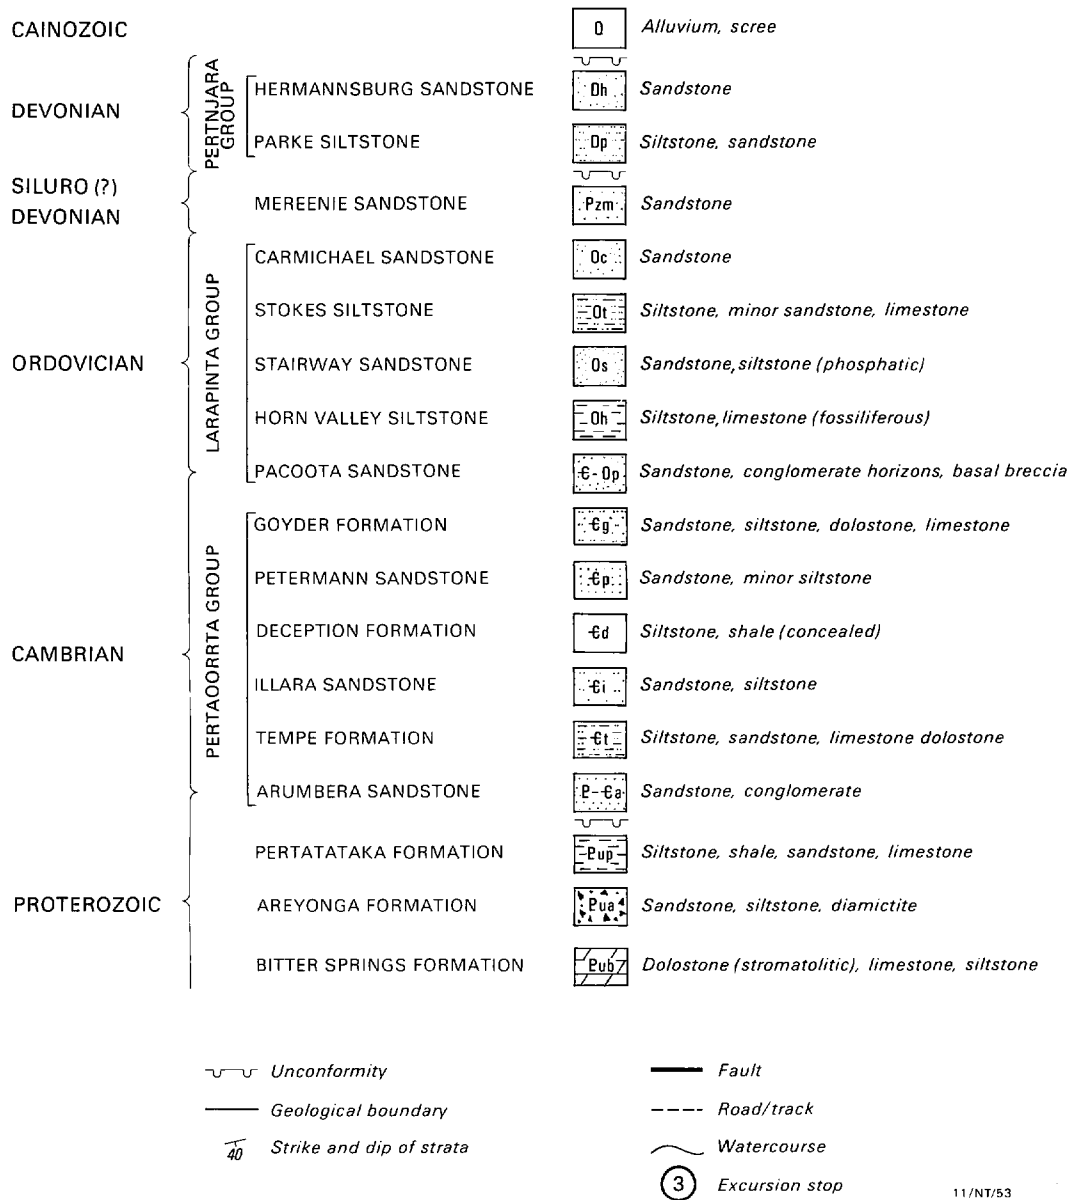 CAINOZOIC Q Alluvium, scree
DEVONIAN PERTNJARA GROUP HERMANNSBURG SANDSTONE Dh Sandstone
PARKE SILTSTONE Dp Siltstone, sandstone
SILURO (?) DEVONIAN MEREENIE SANDSTONE Pzm Sandstone
ORDOVICIAN LARAPINTA GROUP CARMICHAEL SANDSTONE Oc Sandstone
STOKES SILTSTONE Ot Siltstone, minor sandstone, limestone
STAIRWAY SANDSTONE Os Sandstone, siltstone (phosphatic)
HORN VALLEY SILTSTONE Oh Siltstone, limestone (fossiliferous)
PACOOTA SANDSTONE Є-Op Sandstone, conglomerate horizons, basal breccia
CAMBRIAN PERTAOORRTA GROUP GOYDER FORMATION Єg Sandstone, siltstone, dolostone, limestone
PETERMANN SANDSTONE Єp Sandstone, minor siltstone
DECEPTION FORMATION Єd Siltstone, shale (concealed)
ILLARA SANDSTONE Єi Sandstone, siltstone
TEMPE FORMATION Єt Siltstone, sandstone, limestone dolostone
ARUMBERA SANDSTONE P-Єa Sandstone, conglomerate
PERTATATAKA FORMATION Pup Siltstone, shale, sandstone, limestone
PROTEROZOIC AREYONGA FORMATION Pua Sandstone, siltstone, diamictite
BITTER SPRINGS FORMATION Pub Dolostone (stromatolitic), limestone, siltstone
Unconformity
Geological boundary
40 Strike and dip of strata
Fault
Road/track
Watercourse
3 Excursion stop
11/NT/53